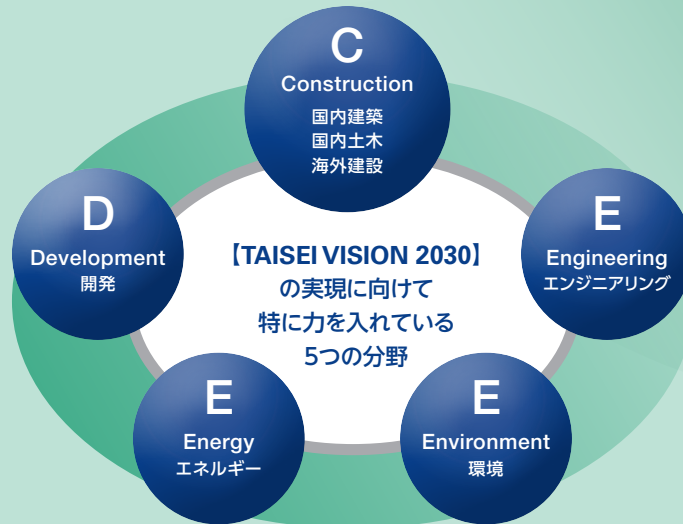 C
Construction
国内建築
国内土木
海外建設
D
Development
開発
E
Engineering
エンジニアリング
【TAISEI VISION 2030】
の実現に向けて
特に力を入れている
5つの分野
E
Energy
エネルギー
E
Environment
環境